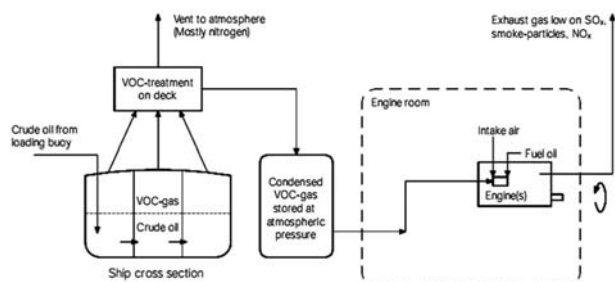 Vent to atmosphere
(Mostly nitrogen)
Exhaust gas low on SOx,
smoke-particles, NOx
VOC-treatment
on deck
Engine room
Crude oil from
loading buoy
Intake air
Fuel oil
Condensed
VOC-gas
stored at
atmospheric
pressure
Engine(s)
VOC-gas
Crude oil
Ship cross section